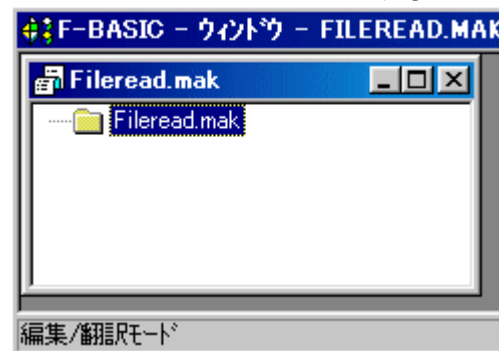 F-BASIC - ｳｨﾝﾄﾞｳ - FILEREAD.MAK
Fileread.mak
Fileread.mak
編集/翻訳ﾓｰﾄﾞ